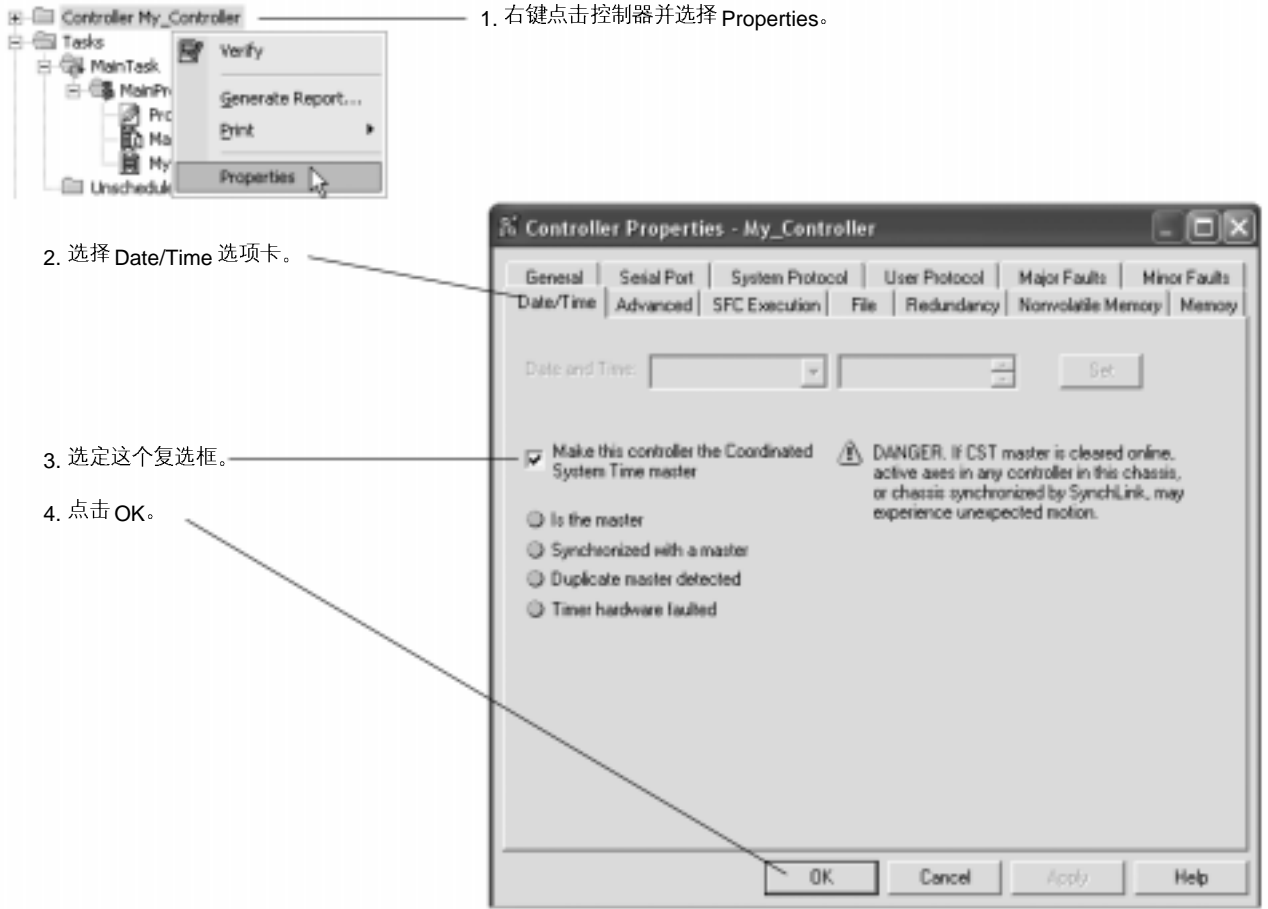 Controller My_Controller
1. 右键点击控制器并选择 Properties。
Tasks
MainTask
MainPr
Pro
Ma
My
Unschedule
Verify
Generate Report...
Print
Properties
2. 选择 Date/Time 选项卡。
3. 选定这个复选框。
4. 点击 OK。
Controller Properties - My_Controller
General Serial Port System Protocol User Protocol Major Faults Minor Faults
Date/Time Advanced SFC Execution File Redundancy Nonvolatile Memory Memory
Date and Time: Set
Make this controller the Coordinated
System Time master
DANGER. If CST master is cleared online,
active axes in any controller in this chassis,
or chassis synchronized by SynchLink, may
experience unexpected motion.
Is the master
Synchronized with a master
Duplicate master detected
Timer hardware faulted
OK Cancel Apply Help